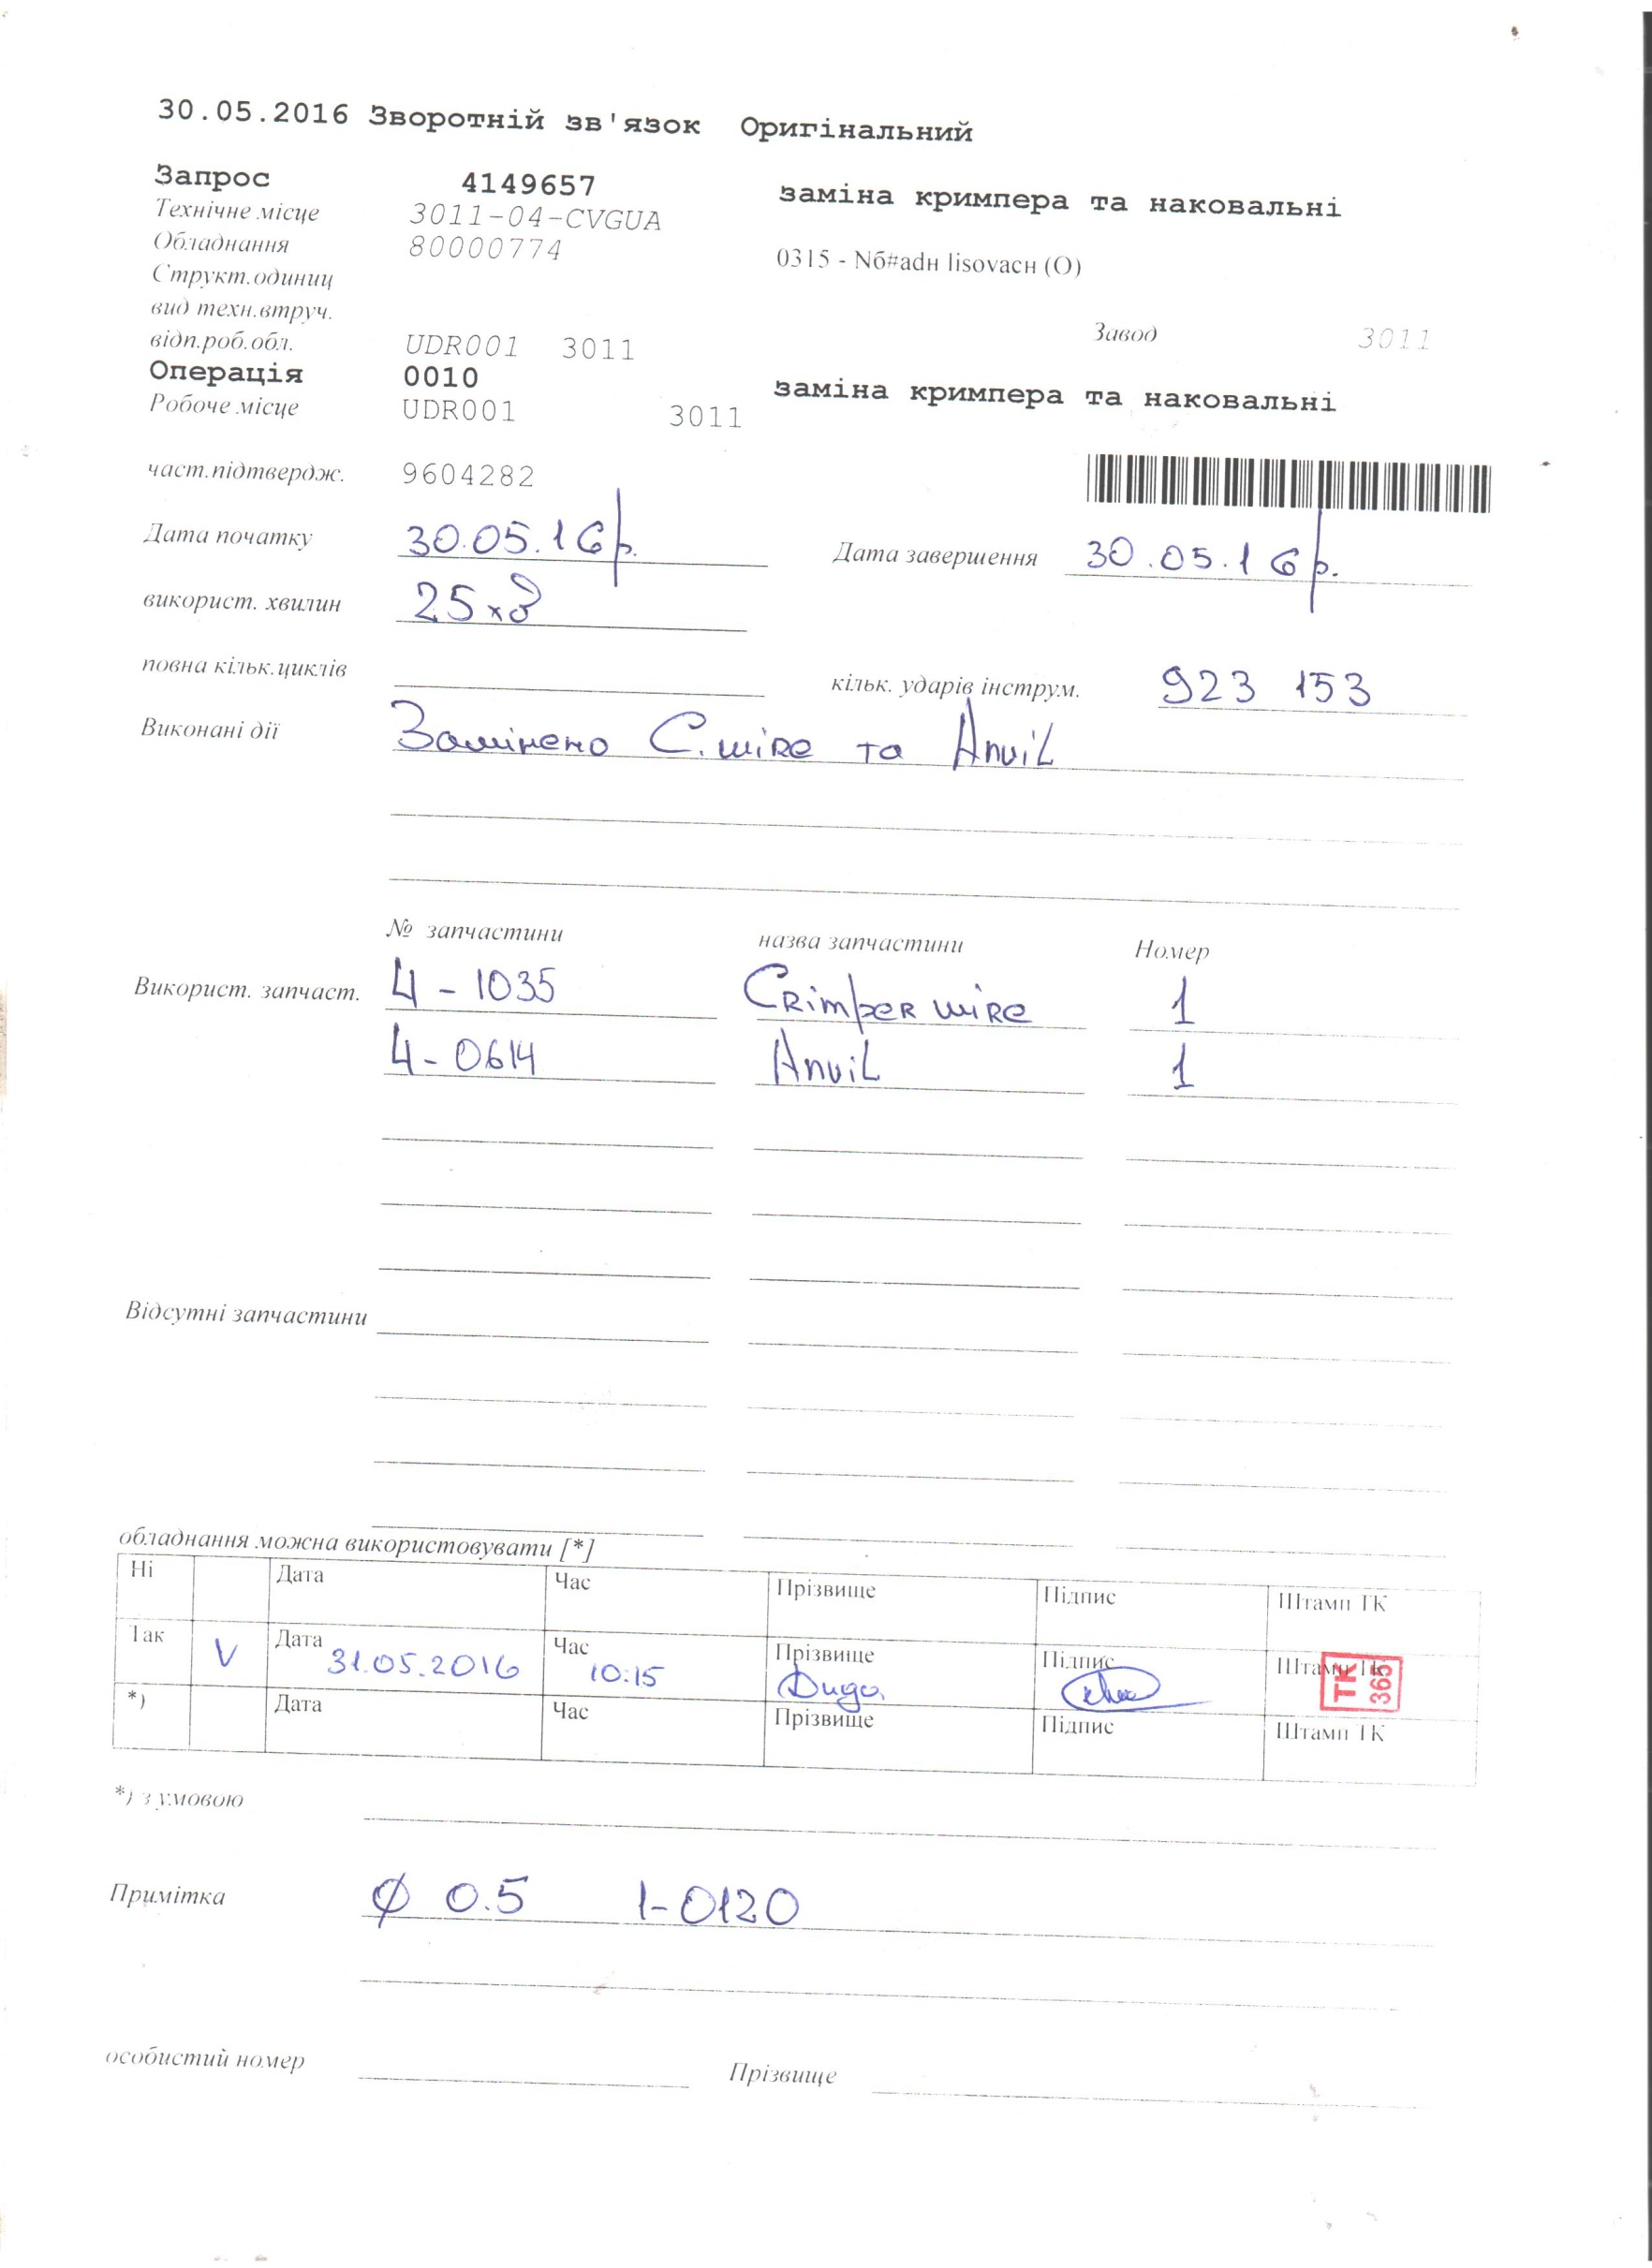 30.05.2016 Зворотній зв'язок Оригінальний
Запрос 4149657 заміна кримпера та наковальні
Технічне місце 3011-04-CVGUA
Обладнання 80000774 0315 - Nб#adн lisovaсн (O)
Структ.одиниц
вид техн.втруч.
відп.роб.обл. UDR001 3011 Завод 3011
Операція 0010 заміна кримпера та наковальні
Робоче місце UDR001 3011
част.підтвердж. 9604282
Дата початку 30.05.16р. Дата завершення 30.05.16р.
використ. хвилин 25хв
повна кільк.циклів кільк. ударів інструм. 923 153
Виконані дії Замінено C.wire та Anvil
№ запчастини назва запчастини Номер
Використ. запчаст. 4-1035 Crimper wire 1
4-0614 Anvil 1
Відсутні запчастини
обладнання можна використовувати [*]
Ні Дата Час Прізвище Підпис Штамп ТК
Так V Дата 31.05.2016 Час 10:15 Прізвище Підпис Штамп ТК
ТК 365
*) Дата Час Прізвище Підпис Штамп ТК
*) з умовою
Примітка ϕ 0.5 1-0120
особистий номер Прізвище